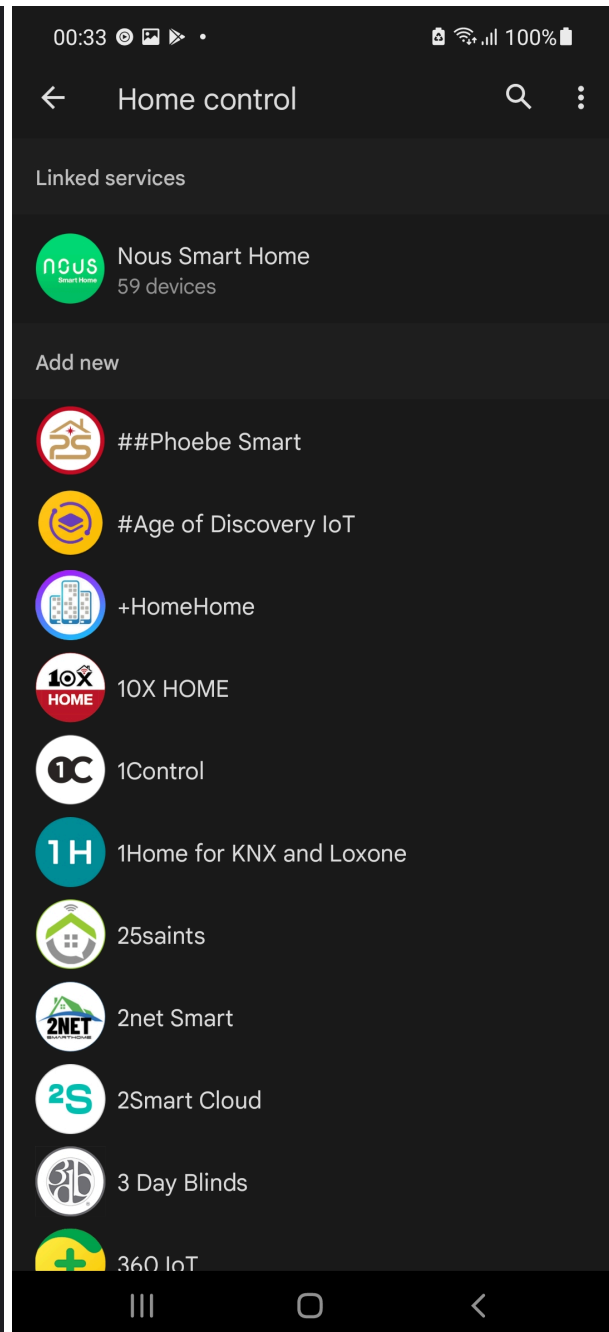 00:33
100%
Home control
Linked services
nous
Smart Home
Nous Smart Home
59 devices
Add new
2S
##Phoebe Smart
#Age of Discovery IoT
+HomeHome
10X
HOME
10X HOME
1C
1Control
1H
1Home for KNX and Loxone
25saints
2NET
SMARTHOME
2net Smart
2S
2Smart Cloud
3db
3 Day Blinds
360 IoT